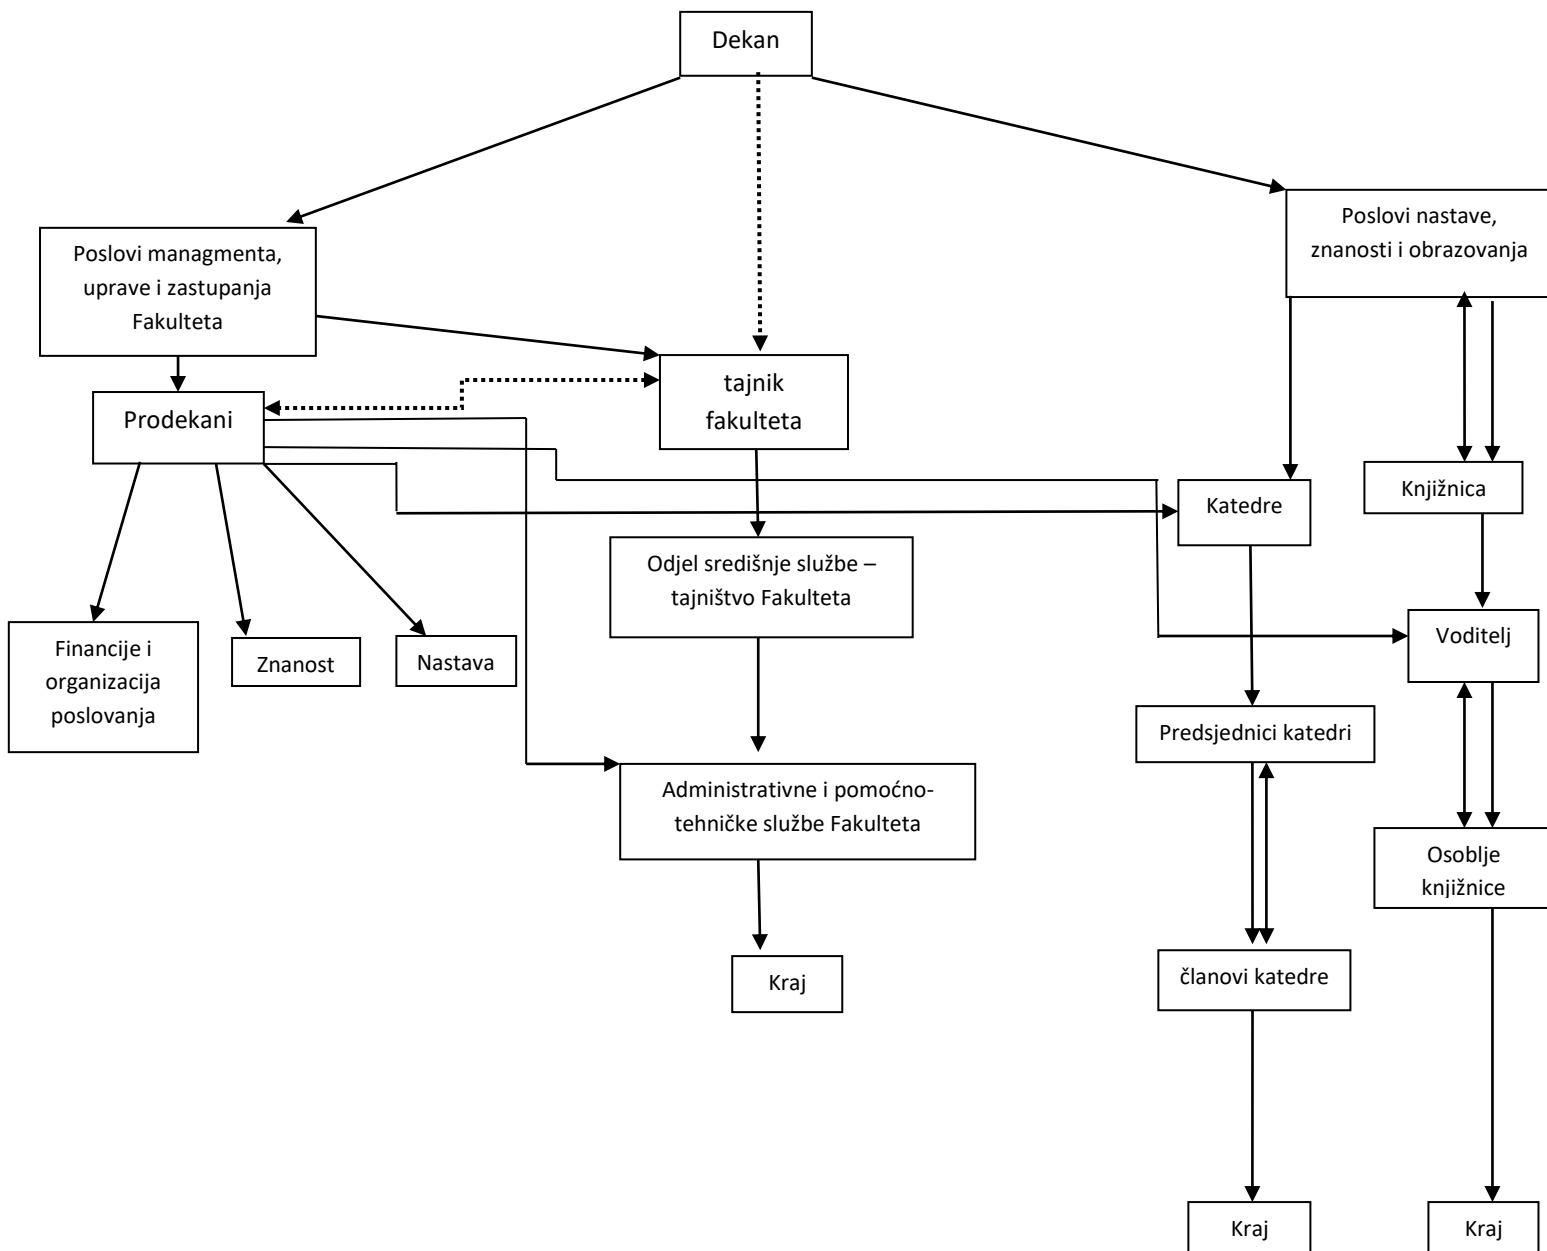 Dekan
Poslovi nastave,
znanosti i obrazovanja
Poslovi managmenta,
uprave i zastupanja
Fakulteta
tajnik
fakulteta
Prodekani
Knjižnica
Katedre
Odjel središnje službe –
tajništvo Fakulteta
Financije i
organizacija
poslovanja
Znanost
Nastava
Voditelj
Predsjednici katedri
Administrativne i pomoćno-
tehničke službe Fakulteta
Osoblje
knjižnice
Kraj
članovi katedre
Kraj
Kraj